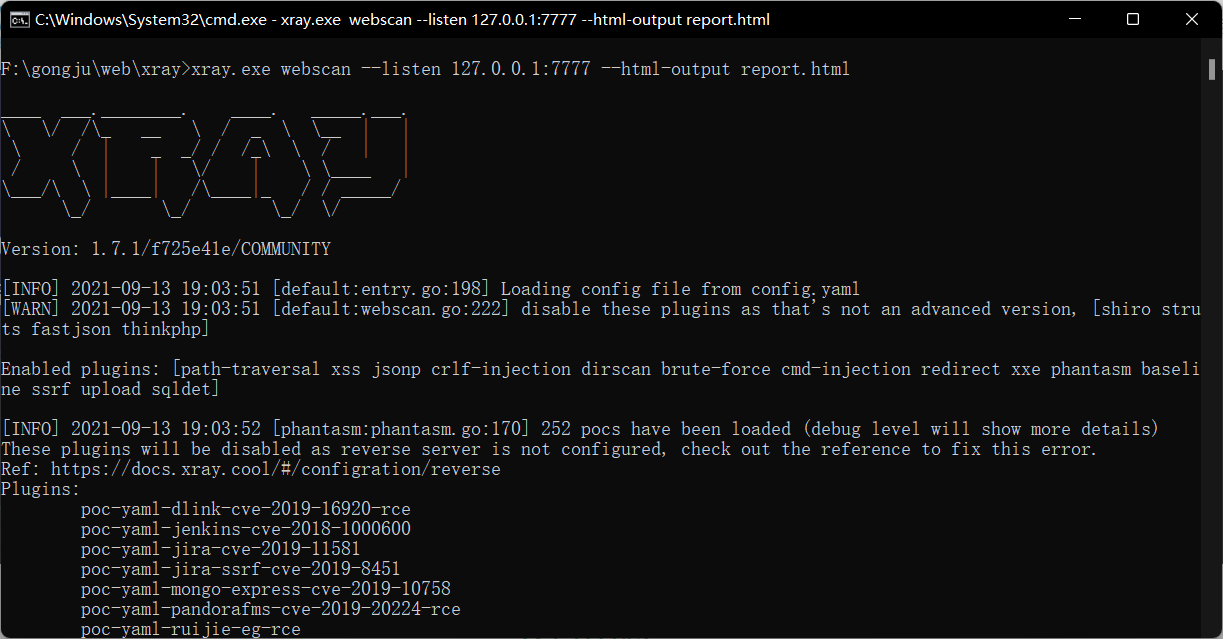 C:\Windows\System32\cmd.exe - xray.exe  webscan --listen 127.0.0.1:7777 --html-output report.html
F:\gongju\web\xray>xray.exe webscan --listen 127.0.0.1:7777 --html-output report.html
XRAY
Version: 1.7.1/f725e41e/COMMUNITY
[INFO] 2021-09-13 19:03:51 [default:entry.go:198] Loading config file from config.yaml
[WARN] 2021-09-13 19:03:51 [default:webscan.go:222] disable these plugins as that's not an advanced version, [shiro stru
ts fastjson thinkphp]
Enabled plugins: [path-traversal xss jsonp crlf-injection dirscan brute-force cmd-injection redirect xxe phantasm baseli
ne ssrf upload sqldet]
[INFO] 2021-09-13 19:03:52 [phantasm:phantasm.go:170] 252 pocs have been loaded (debug level will show more details)
These plugins will be disabled as reverse server is not configured, check out the reference to fix this error.
Ref: https://docs.xray.cool/#/configration/reverse
Plugins:
poc-yaml-dlink-cve-2019-16920-rce
poc-yaml-jenkins-cve-2018-1000600
poc-yaml-jira-cve-2019-11581
poc-yaml-jira-ssrf-cve-2019-8451
poc-yaml-mongo-express-cve-2019-10758
poc-yaml-pandorafms-cve-2019-20224-rce
poc-yaml-ruijie-eg-rce